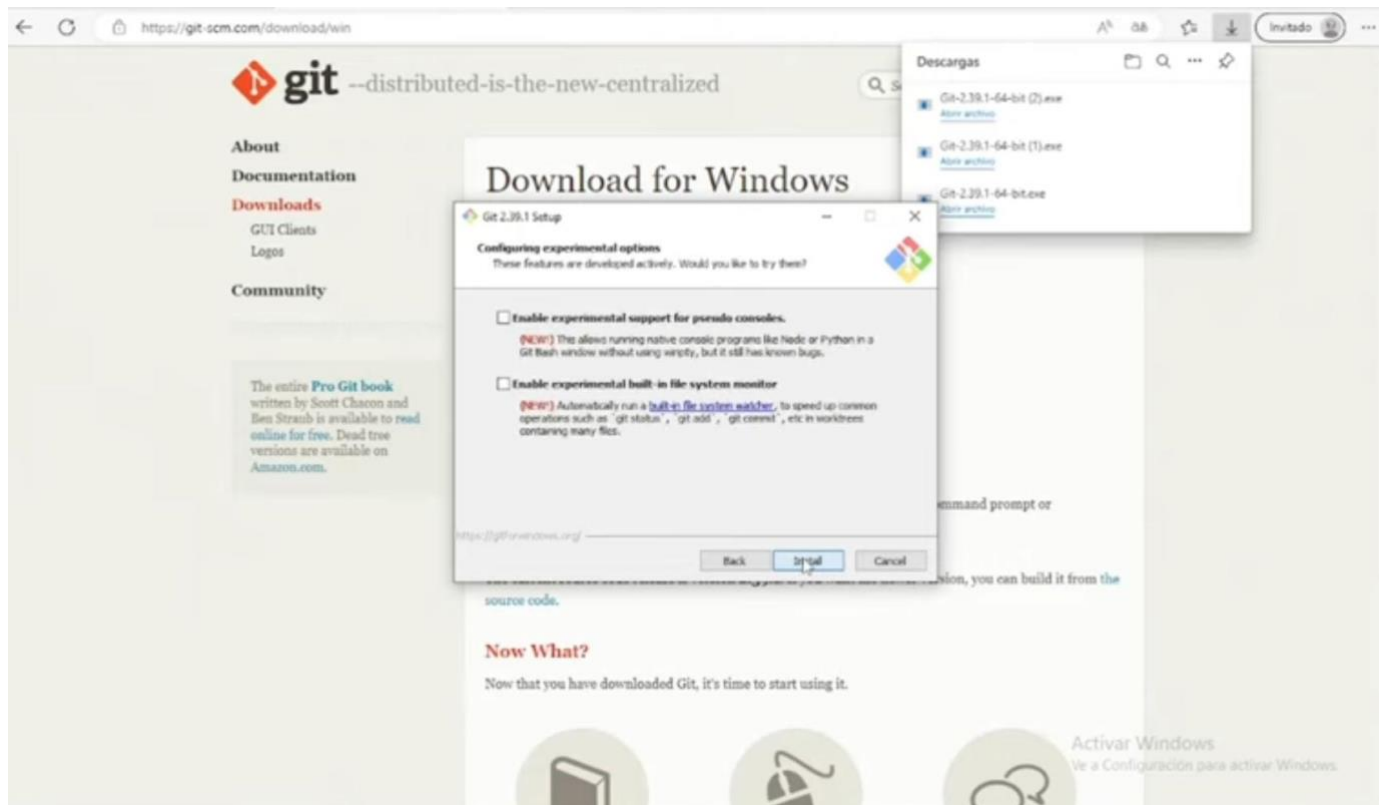 https://git-scm.com/download/win
Invitado
git --distributed-is-the-new-centralized
Descargas
Git-2.39.1-64-bit (2).exe
Abrir archivo
Git-2.39.1-64-bit (1).exe
Abrir archivo
Git-2.39.1-64-bit.exe
Abrir archivo
About
Documentation
Downloads
GUI Clients
Logos
Community
The entire Pro Git book
written by Scott Chacon and
Ben Straub is available to read
online for free. Dead tree
versions are available on
Amazon.com.
Download for Windows
Git 2.39.1 Setup
Configuring experimental options
These features are developed actively. Would you like to try them?
Enable experimental support for pseudo consoles.
(NEW!) This allows running native console programs like Node or Python in a
Git Bash window without using winpty, but it still has known bugs.
Enable experimental built-in file system monitor
(NEW!) Automatically run a built-in file system watcher, to speed up common
operations such as `git status`, `git add`, `git commit`, etc in worktrees
containing many files.
https://gitforwindows.org/
Back
Install
Cancel
command prompt or
version, you can build it from the
source code.
Now What?
Now that you have downloaded Git, it's time to start using it.
Activar Windows
Ve a Configuración para activar Windows.